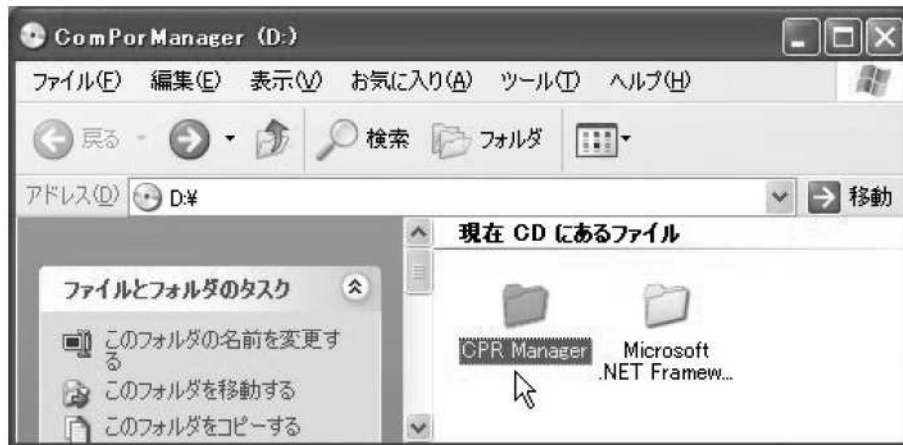 ComPorManager (D:)
ファイル(F) 編集(E) 表示(V) お気に入り(A) ツール(T) ヘルプ(H)
戻る 検索 フォルダ
アドレス(D) D:¥ 移動
現在 CD にあるファイル
ファイルとフォルダのタスク
このフォルダの名前を変更す
る
このフォルダを移動する
このフォルダをコピーする
CPR Manager
Microsoft
.NET Framew...